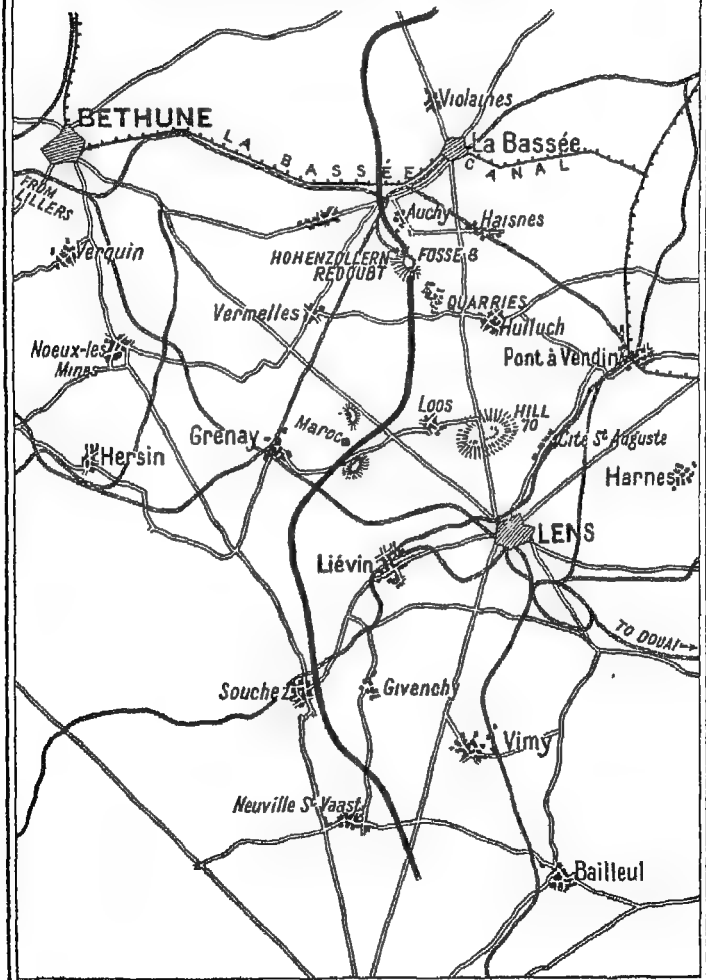 Violaines
BETHUNE
LA BASSÉE
La Bassée
CANAL
FROM
LILLERS
Auchy
Haisnes
Verquin
HOHENZOLLERN
REDOUBT
FOSSE 8
QUARRIES
Vermelles
Hulluch
Noeux-les
Mines
Pont à Vendin
Loos
HILL
70
Maroc
Grenay
Cité St Auguste
Hersin
Harnes
LENS
Liévin
TO DOUAI→
Souchez
Givenchy
Vimy
Neuville St Vaast
Bailleul